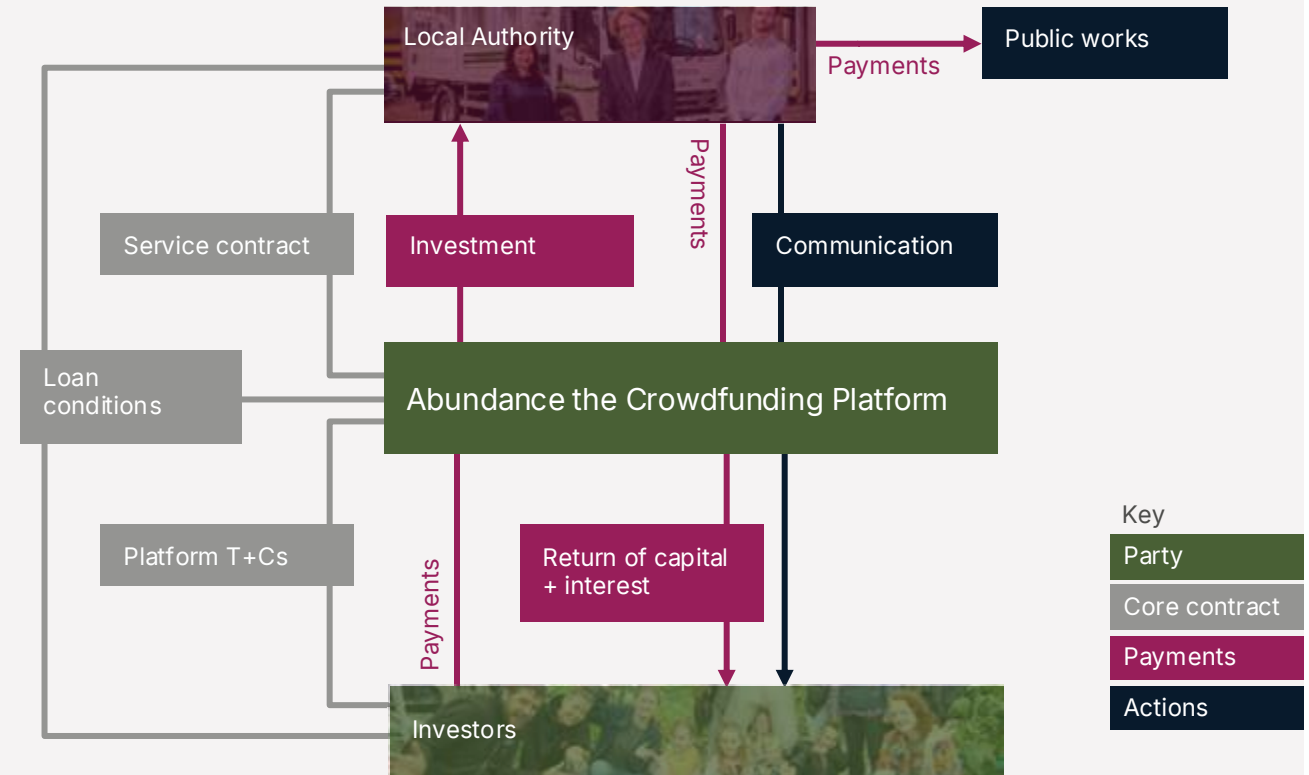 Local Authority
Public works
Payments
Payments
Service contract
Investment
Communication
Loan
conditions
Abundance the Crowdfunding Platform
Platform T+Cs
Payments
Return of capital
+ interest
Investors
Key
Party
Core contract
Payments
Actions